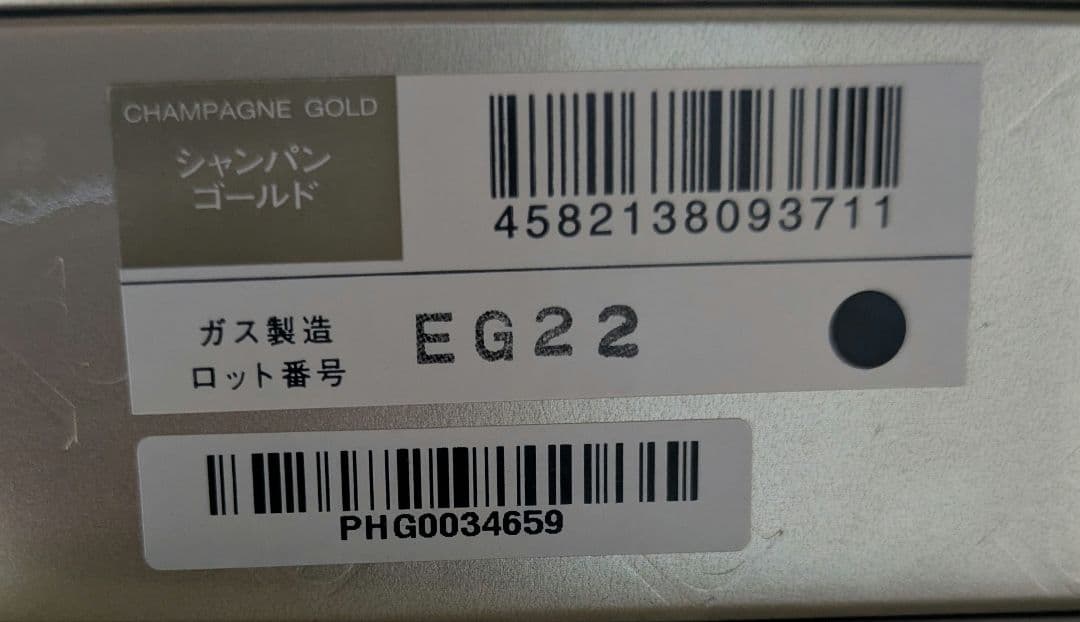 CHAMPAGNE GOLD
シャンパン
ゴールド
4582138093711
ガス製造
ロット番号
EG22
PHG0034659